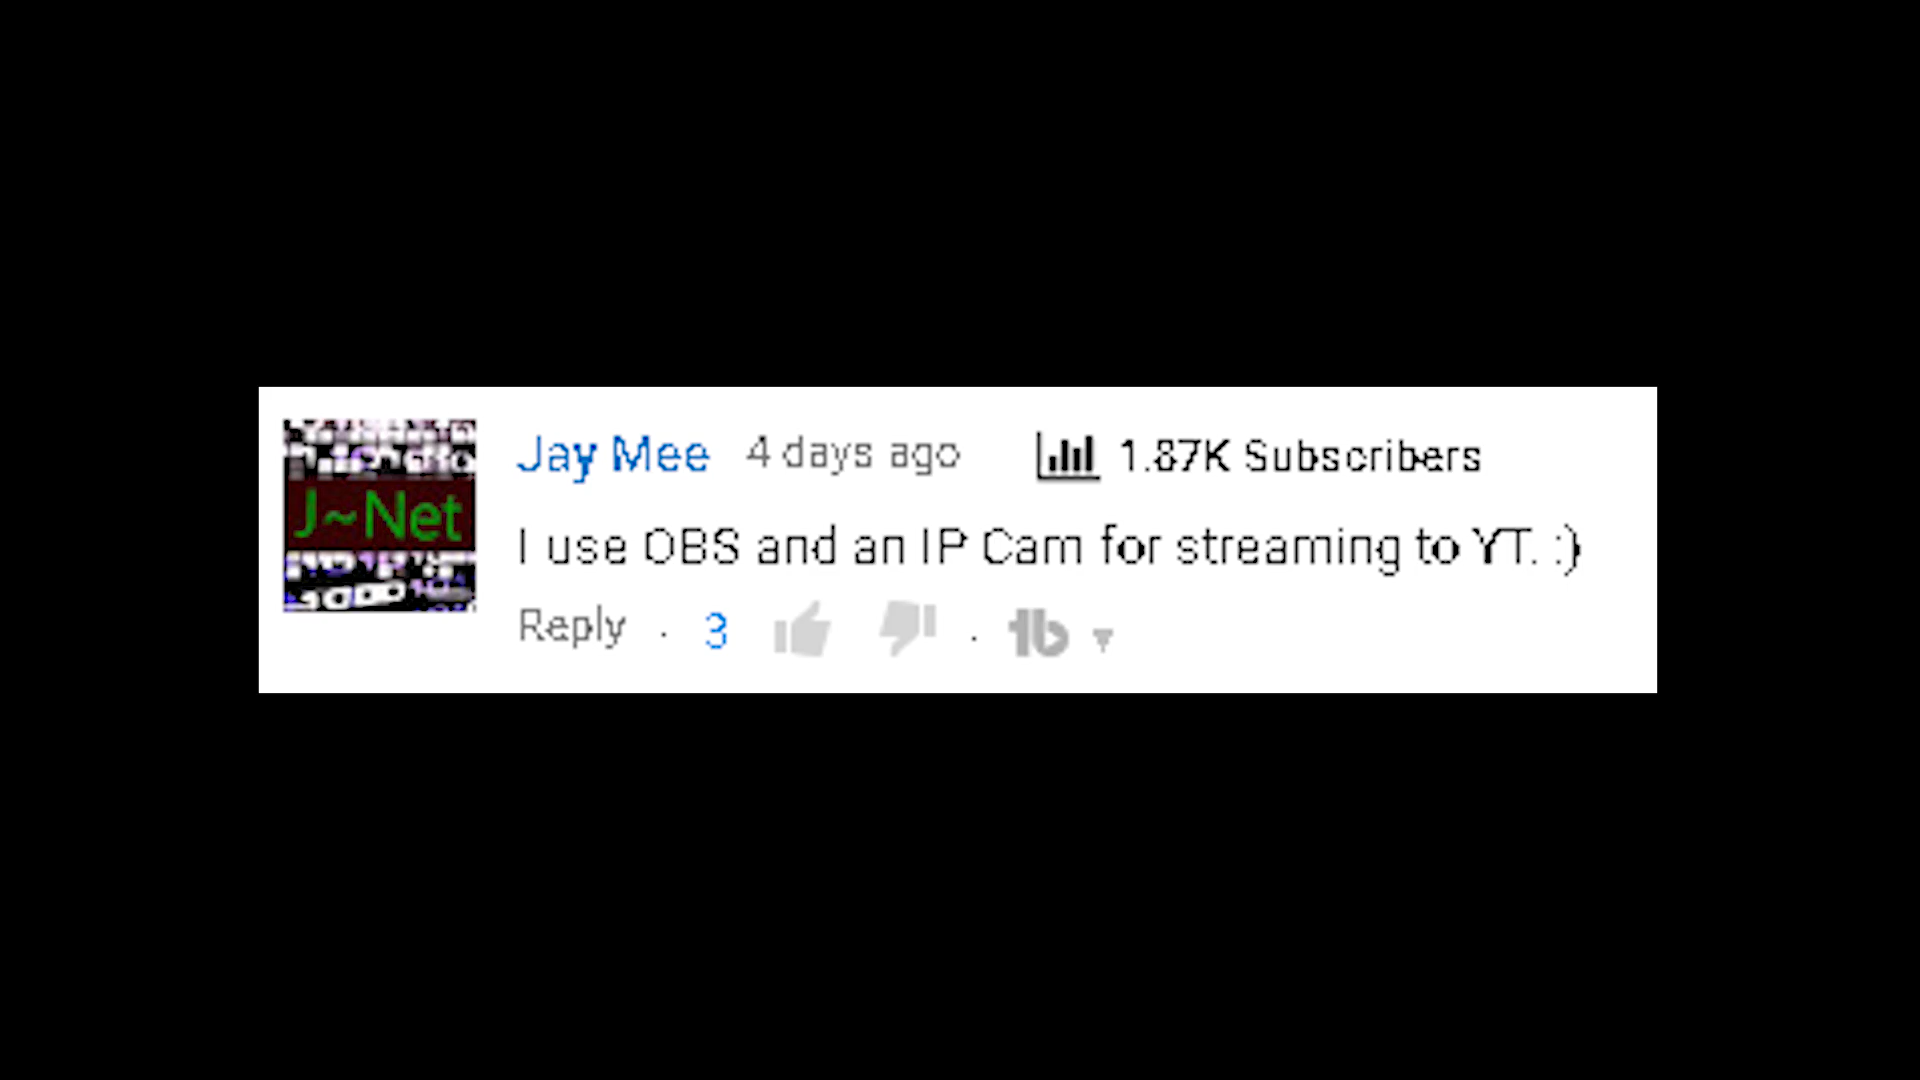 J~Net
Jay Mee 4 days ago 1.87K Subscribers
I use OBS and an IP Cam for streaming to YT. :)
Reply · 3 · tb ▾